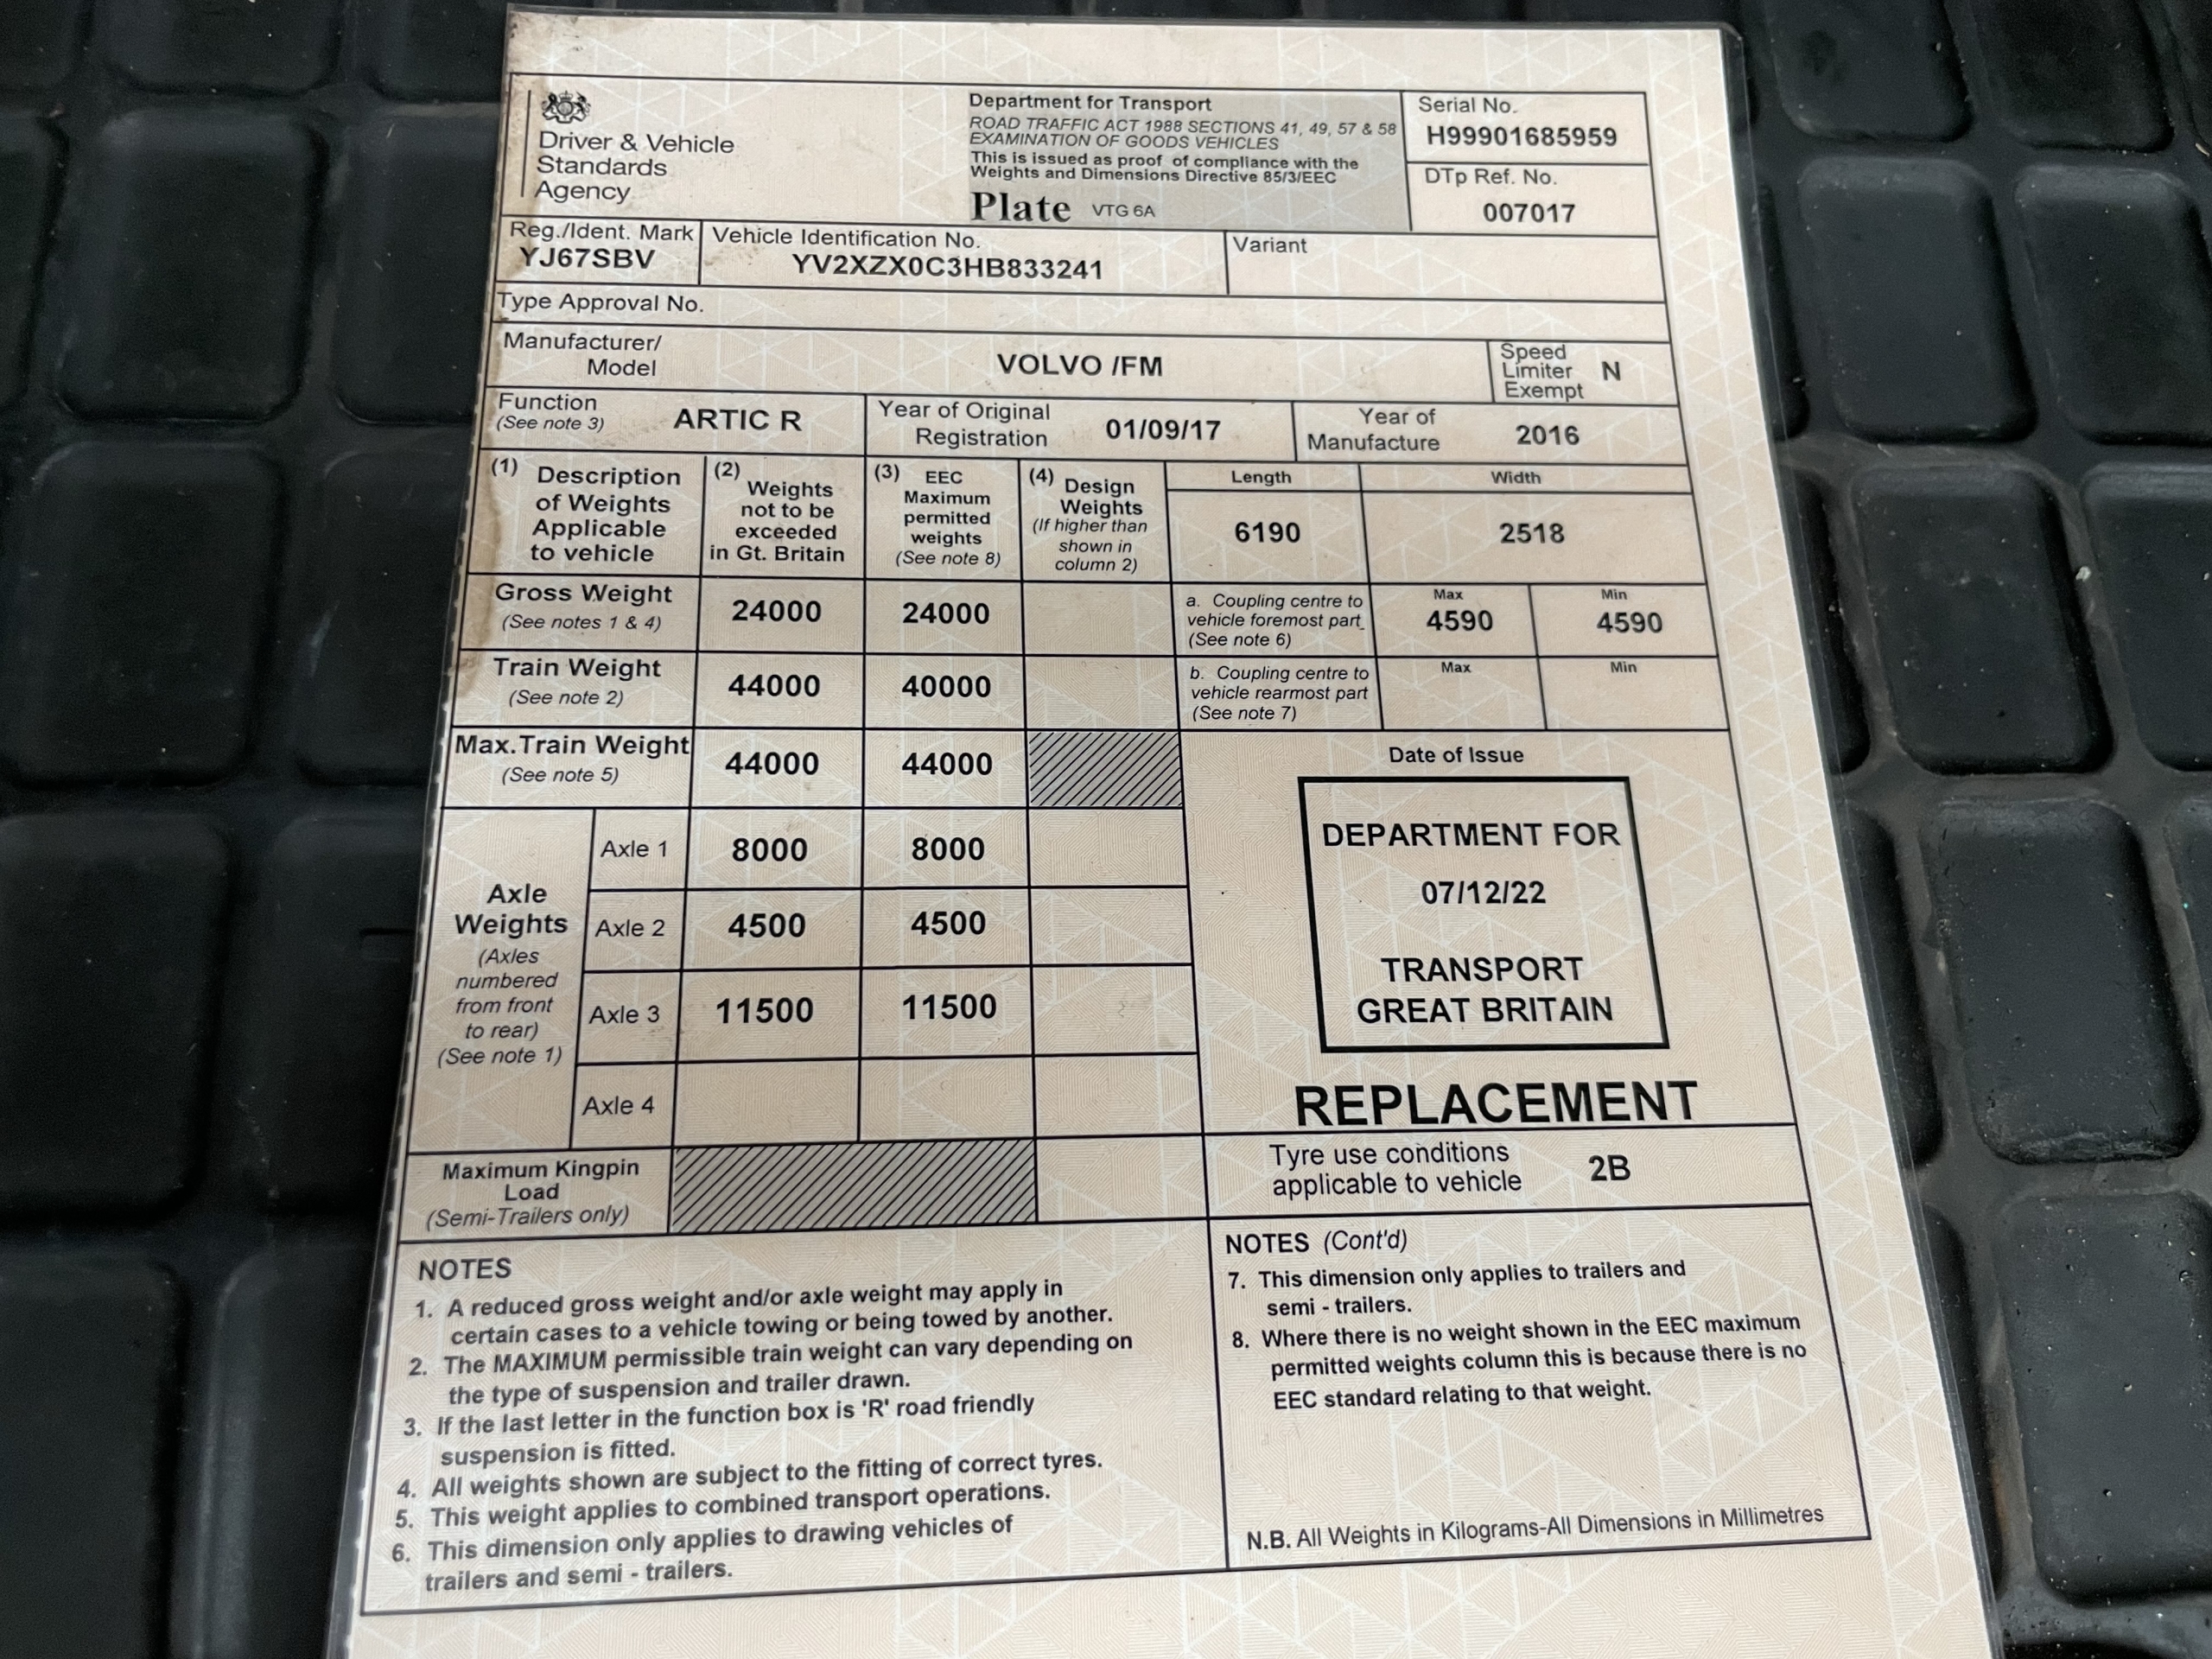 Driver & Vehicle
Standards
Agency
Department for Transport
ROAD TRAFFIC ACT 1988 SECTIONS 41, 49, 57 & 58
EXAMINATION OF GOODS VEHICLES
This is issued as proof of compliance with the
Weights and Dimensions Directive 85/3/EEC
Plate VTG 6A
Serial No.
H99901685959
DTp Ref. No.
007017
Reg./Ident. Mark
YJ67SBV
Vehicle Identification No.
YV2XZX0C3HB833241
Variant
Type Approval No.
Manufacturer/
Model
VOLVO /FM
Speed
Limiter
Exempt
N
Function
(See note 3)
ARTIC R
Year of Original
Registration
01/09/17
Year of
Manufacture
2016
(1) Description
of Weights
Applicable
to vehicle
(2)
Weights
not to be
exceeded
in Gt. Britain
(3) EEC
Maximum
permitted
weights
(See note 8)
(4) Design
Weights
(If higher than
shown in
column 2)
Length
6190
Width
2518
Gross Weight
(See notes 1 & 4)
24000
24000
a. Coupling centre to
vehicle foremost part
(See note 6)
Max
4590
Min
4590
Train Weight
(See note 2)
44000
40000
b. Coupling centre to
vehicle rearmost part
(See note 7)
Max
Min
Max.Train Weight
(See note 5)
44000
44000
Axle
Weights
(Axles
numbered
from front
to rear)
(See note 1)
Axle 1
8000
8000
Axle 2
4500
4500
Axle 3
11500
11500
Axle 4
Date of Issue
DEPARTMENT FOR
07/12/22
TRANSPORT
GREAT BRITAIN
REPLACEMENT
Maximum Kingpin
Load
(Semi-Trailers only)
Tyre use conditions
applicable to vehicle
2B
NOTES
1. A reduced gross weight and/or axle weight may apply in
certain cases to a vehicle towing or being towed by another.
2. The MAXIMUM permissible train weight can vary depending on
the type of suspension and trailer drawn.
3. If the last letter in the function box is 'R' road friendly
suspension is fitted.
4. All weights shown are subject to the fitting of correct tyres.
5. This weight applies to combined transport operations.
6. This dimension only applies to drawing vehicles of
trailers and semi - trailers.
NOTES (Cont'd)
7. This dimension only applies to trailers and
semi - trailers.
8. Where there is no weight shown in the EEC maximum
permitted weights column this is because there is no
EEC standard relating to that weight.
N.B. All Weights in Kilograms-All Dimensions in Millimetres